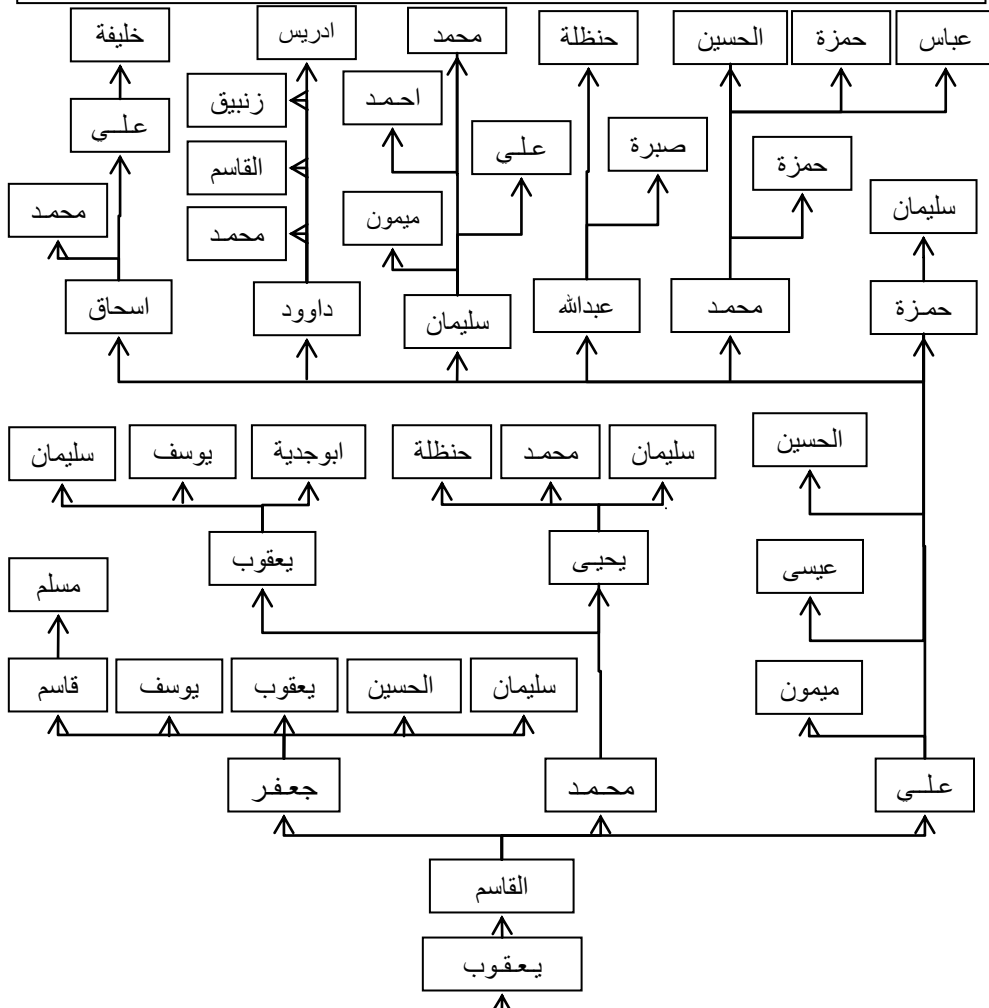 عباس
حمزة
الحسين
حنظلة
محمد
ادريس
خليفة
زنبيق
احمد
علي
علي
صبرة
حمزة
القاسم
محمد
ميمون
محمد
سليمان
حمزة
محمد
عبدالله
سليمان
داوود
اسحاق
الحسين
سليمان
محمد
حنظلة
ابوجدية
يوسف
سليمان
عيسى
يحيى
يعقوب
مسلم
ميمون
سليمان
الحسين
يعقوب
يوسف
قاسم
علي
محمد
جعفر
القاسم
يعقوب